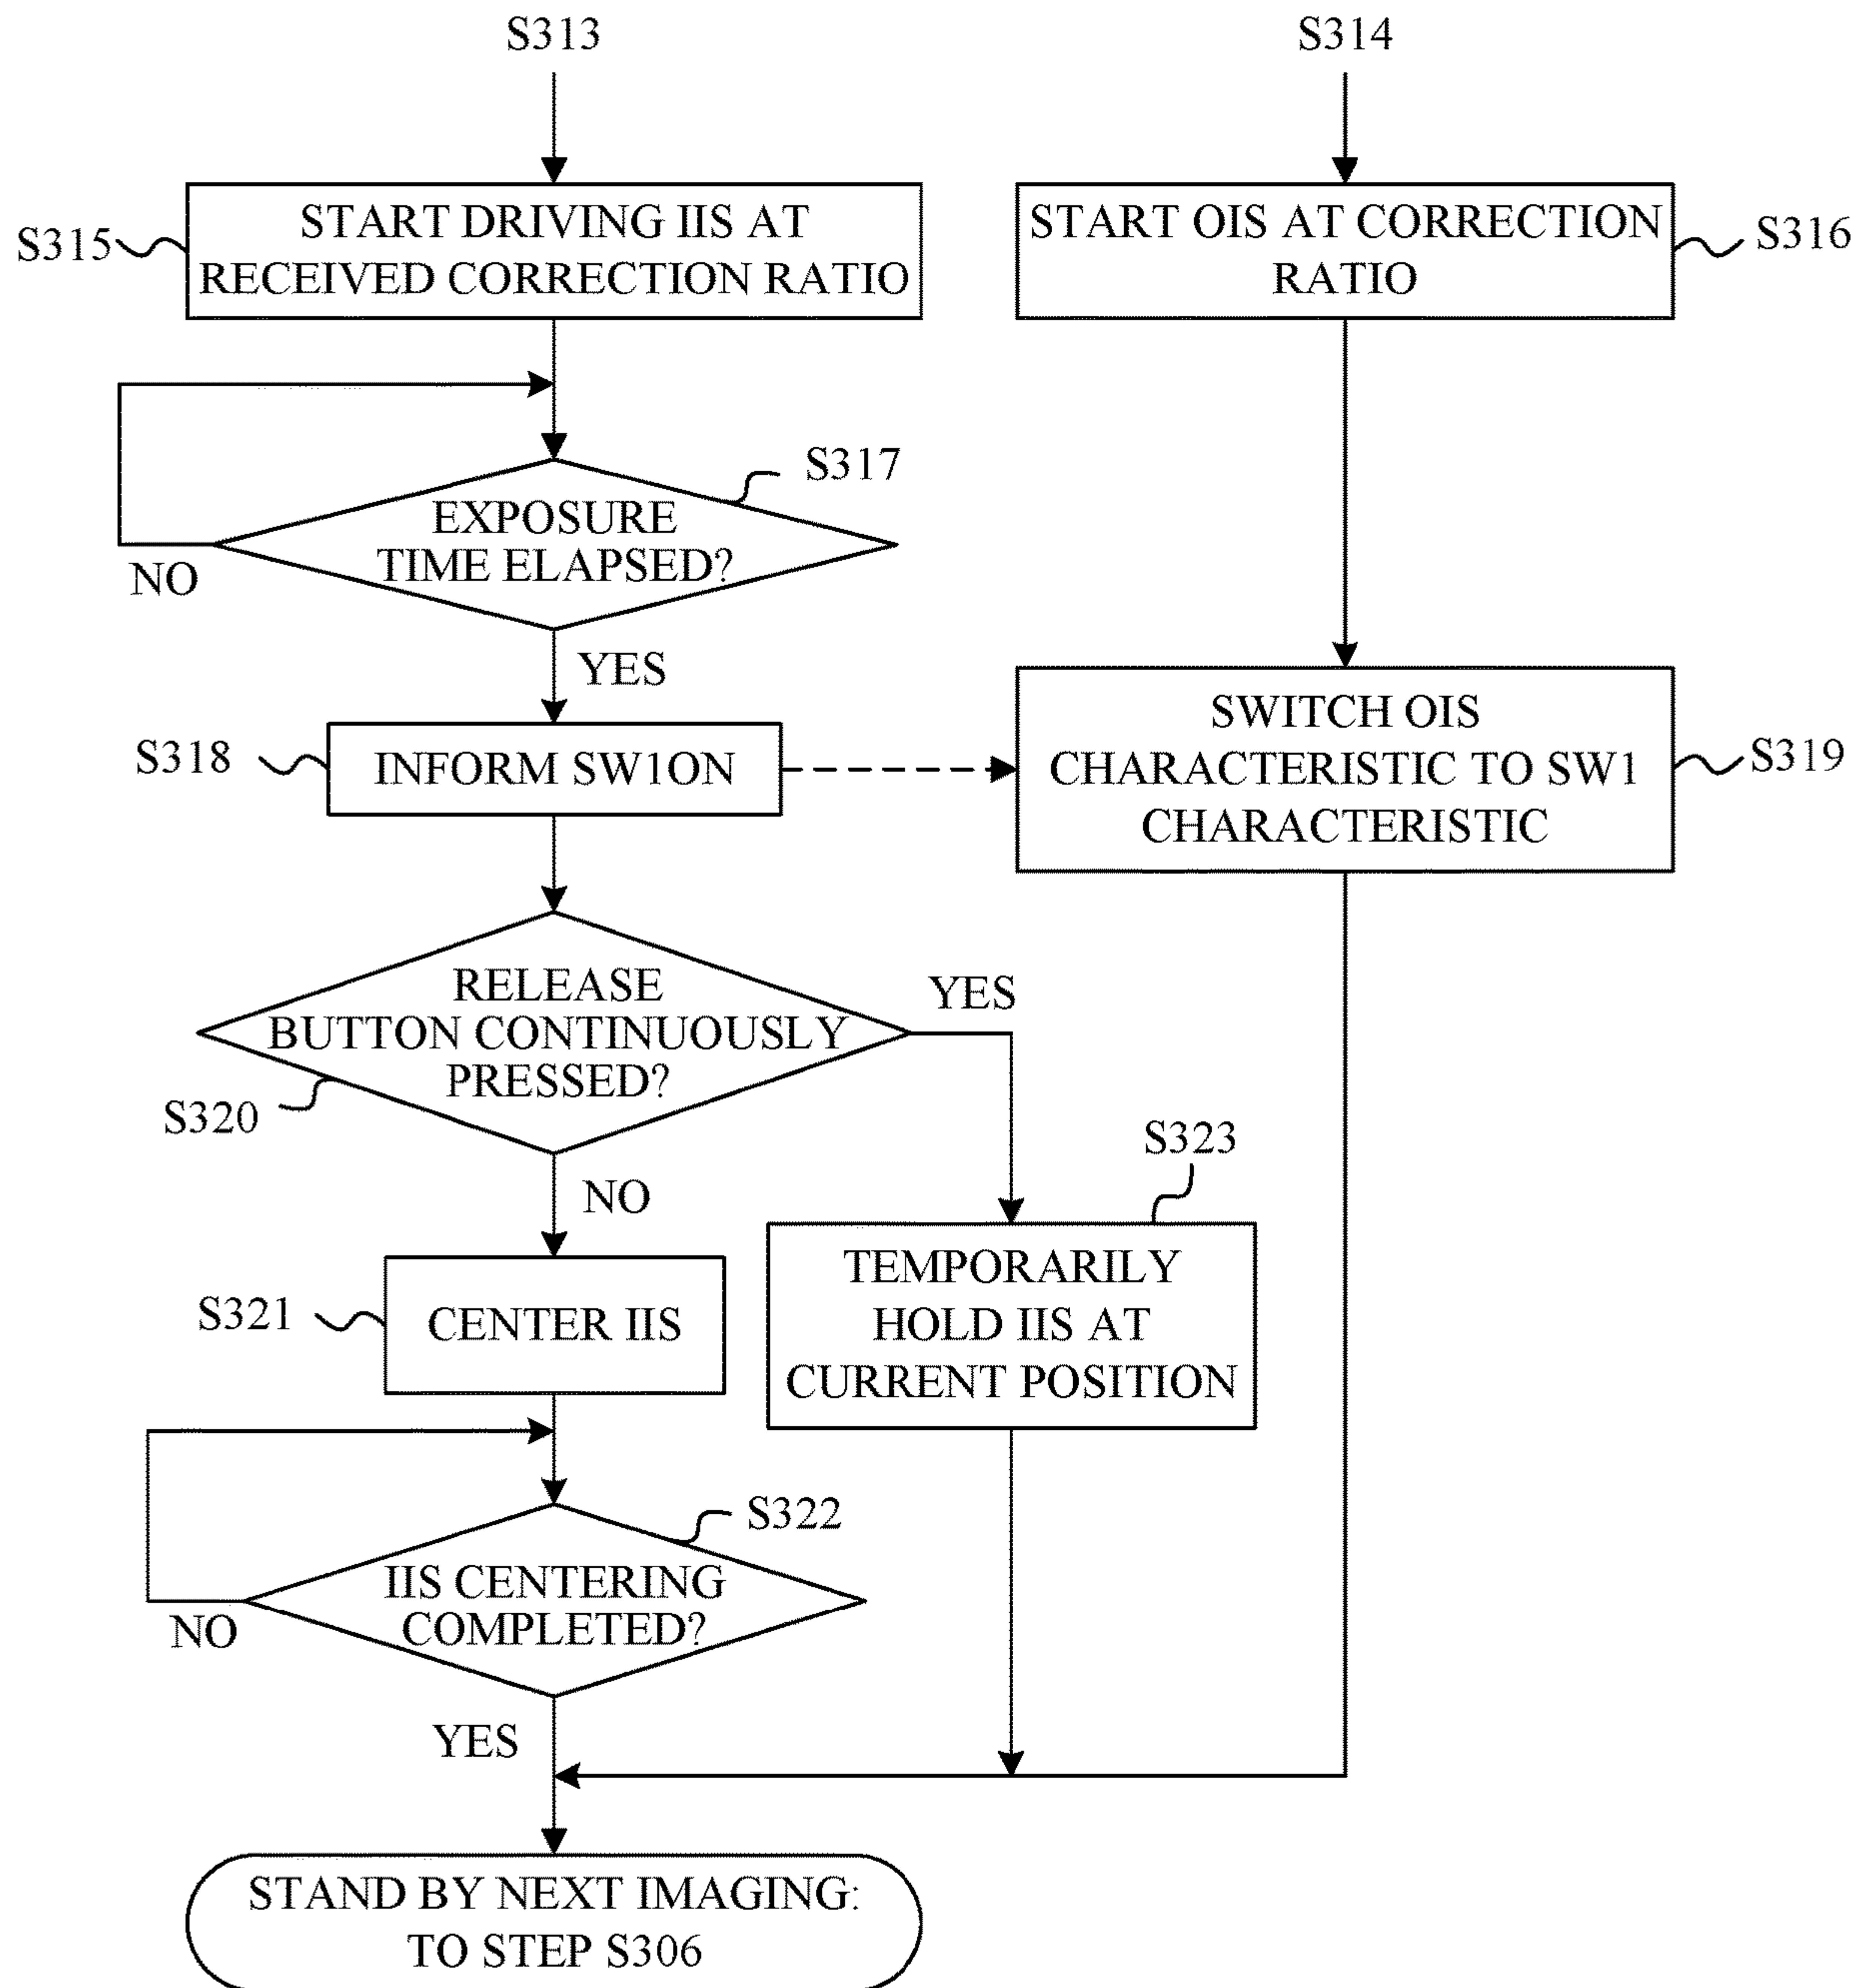 S313
S314
START DRIVING IIS AT
RECEIVED CORRECTION RATIO
S315
START OIS AT CORRECTION
RATIO
S316
S317
EXPOSURE
TIME ELAPSED?
NO
YES
S318
INFORM SW1ON
SWITCH OIS
CHARACTERISTIC TO SW1
CHARACTERISTIC
S319
RELEASE
BUTTON CONTINUOUSLY
PRESSED?
YES
S320
NO
S323
S321
CENTER IIS
TEMPORARILY
HOLD IIS AT
CURRENT POSITION
S322
IIS CENTERING
COMPLETED?
NO
YES
STAND BY NEXT IMAGING:
TO STEP S306